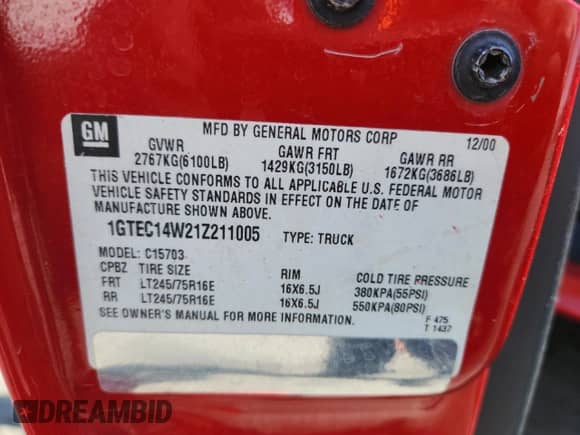 GM
MFD BY GENERAL MOTORS CORP 12/00
GVWR GAWR FRT GAWR RR
2767KG(6100LB) 1429KG(3150LB) 1672KG(3686LB)
THIS VEHICLE CONFORMS TO ALL APPLICABLE U.S. FEDERAL MOTOR
VEHICLE SAFETY STANDARDS IN EFFECT ON THE DATE OF
MANUFACTURE SHOWN ABOVE.
1GTEC14W21Z211005 TYPE: TRUCK
MODEL: C15703
CPBZ TIRE SIZE RIM COLD TIRE PRESSURE
FRT LT245/75R16E 16X6.5J 380KPA(55PSI)
RR LT245/75R16E 16X6.5J 550KPA(80PSI)
SEE OWNER'S MANUAL FOR MORE INFORMATION.
F 475
T 1437
DREAMBID